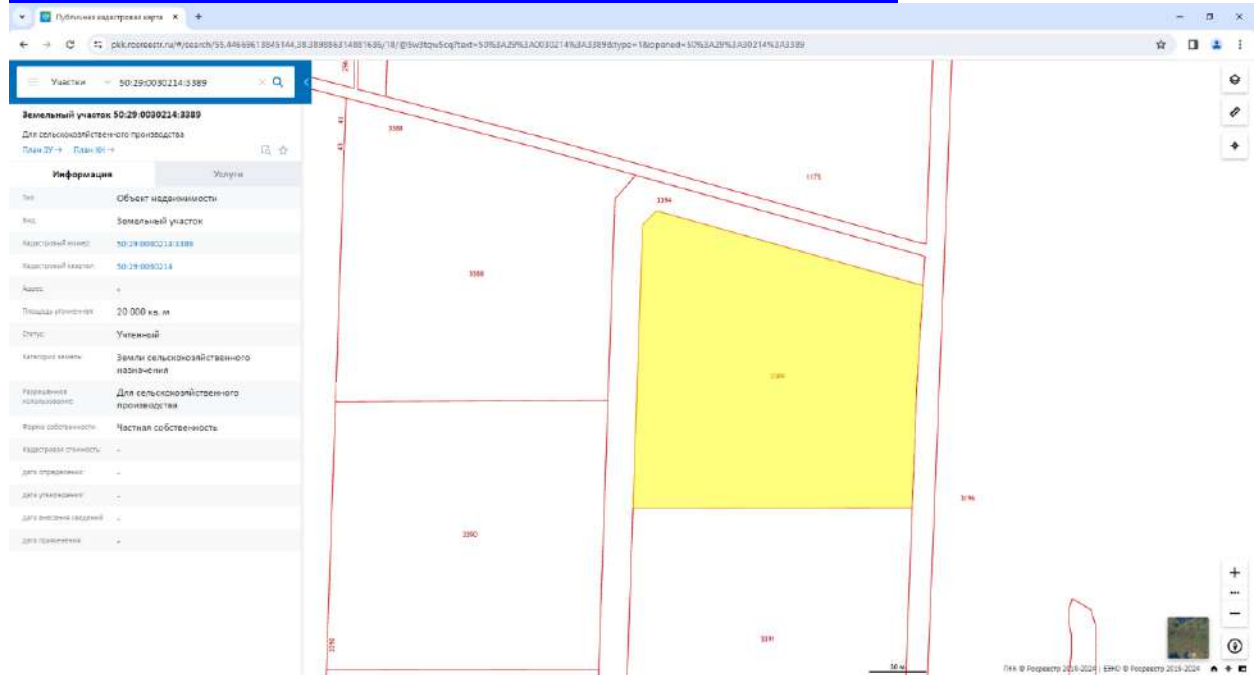 Публичная кадастровая карта
pkk.rosreestr.ru/#/search/55.44669613845144,38.389886314881636/18/@5w3tqw5cq?text=50%3A29%3A0030214%3A3389&type=1&opened=50%3A29%3A30214%3A3389
Участки 50:29:0030214:3389
Земельный участок 50:29:0030214:3389
Для сельскохозяйственного производства
План ЗУ → План КК →
Информация Услуги
Тип: Объект недвижимости
Вид: Земельный участок
Кадастровый номер: 50:29:0030214:3389
Кадастровый квартал: 50:29:0030214
Адрес: -
Площадь уточненная: 20 000 кв. м
Статус: Учтенный
Категория земель: Земли сельскохозяйственного
назначения
Разрешенное
использование: Для сельскохозяйственного
производства
Форма собственности: Частная собственность
Кадастровая стоимость: -
дата определения: -
дата утверждения: -
дата внесения сведений: -
дата применения: -
43
43
3388
1175
3394
3388
3389
3196
3390
3391
3390
50 м
ПКК © Росреестр 2010-2024 | ЕЭКО © Росреестр 2019-2024